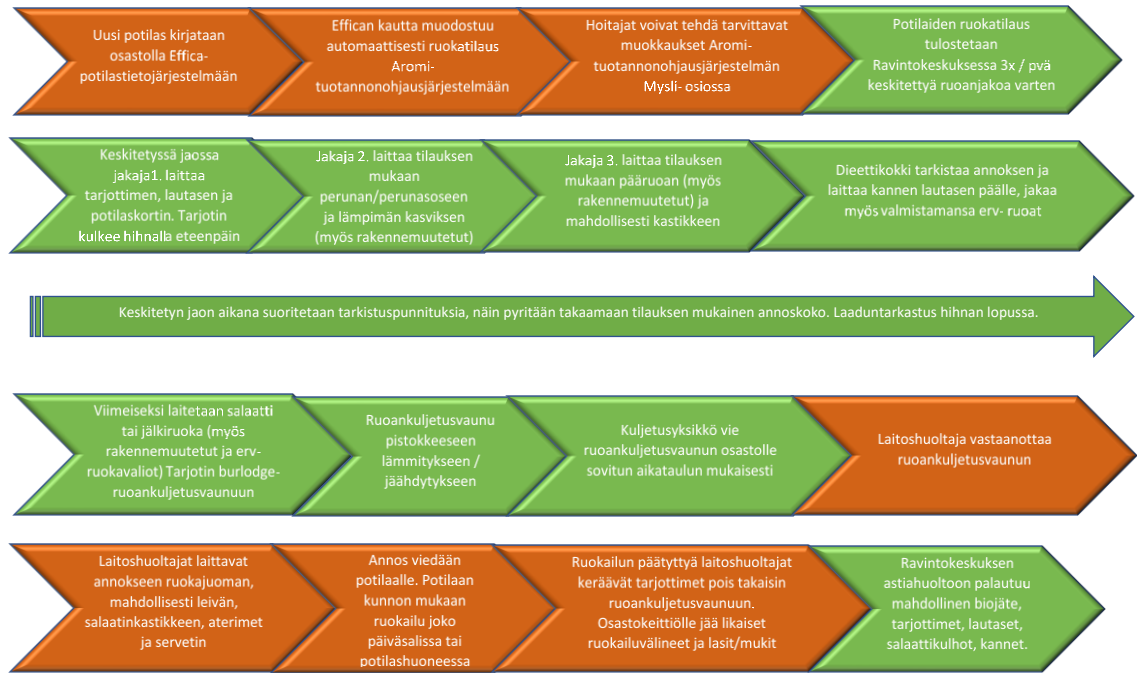 Uusi potilas kirjataan
osastolla Effica-
potilastietojärjestelmään
Effican kautta muodostuu
automaattisesti ruokatilaus
Aromi-
tuotannonohjausjärjestelmään
Hoitajat voivat tehdä tarvittavat
muokkaukset Aromi-
tuotannonohjausjärjestelmän
Mysli- osiossa
Potilaiden ruokatilaus
tulostetaan
Ravintokeskuksessa 3x / pvä
keskitettyä ruoanjakoa varten
Keskitetyssä jaossa
jakaja1. laittaa
tarjottimen, lautasen ja
potilaskortin. Tarjotin
kulkee hihnalla eteenpäin
Jakaja 2. laittaa tilauksen
mukaan
perunan/perunasoseen
ja lämpimän kasviksen
(myös rakennemuutetut)
Jakaja 3. laittaa tilauksen
mukaan pääruoan (myös
rakennemuutetut) ja
mahdollisesti kastikkeen
Dieettikokki tarkistaa annoksen ja
laittaa kannen lautasen päälle, jakaa
myös valmistamansa erv- ruoat
Keskitetyn jaon aikana suoritetaan tarkistuspunnituksia, näin pyritään takaamaan tilauksen mukainen annoskoko. Laaduntarkastus hihnan lopussa.
Viimeiseksi laitetaan salaatti
tai jälkiruoka (myös
rakennemuutetut ja erv-
ruokavaliot) Tarjotin burlodge-
ruoankuljetusvaunuun
Ruoankuljetusvaunu
pistokkeeseen
lämmitykseen /
jäähdytykseen
Kuljetusyksikkö vie
ruoankuljetusvaunun osastolle
sovitun aikataulun mukaisesti
Laitoshuoltaja vastaanottaa
ruoankuljetusvaunun
Laitoshuoltajat laittavat
annokseen ruokajuoman,
mahdollisesti leivän,
salaatinkastikkeen, aterimet
ja servetin
Annos viedään
potilaalle. Potilaan
kunnon mukaan
ruokailu joko
päiväsalissa tai
potilashuoneessa
Ruokailun päätyttyä laitoshuoltajat
keräävät tarjottimet pois takaisin
ruoankuljetusvaunuun.
Osastokeittiölle jää likaiset
ruokailuvälineet ja lasit/mukit
Ravintokeskuksen
astiahuoltoon palautuu
mahdollinen biojäte,
tarjottimet, lautaset,
salaattikulhot, kannet.